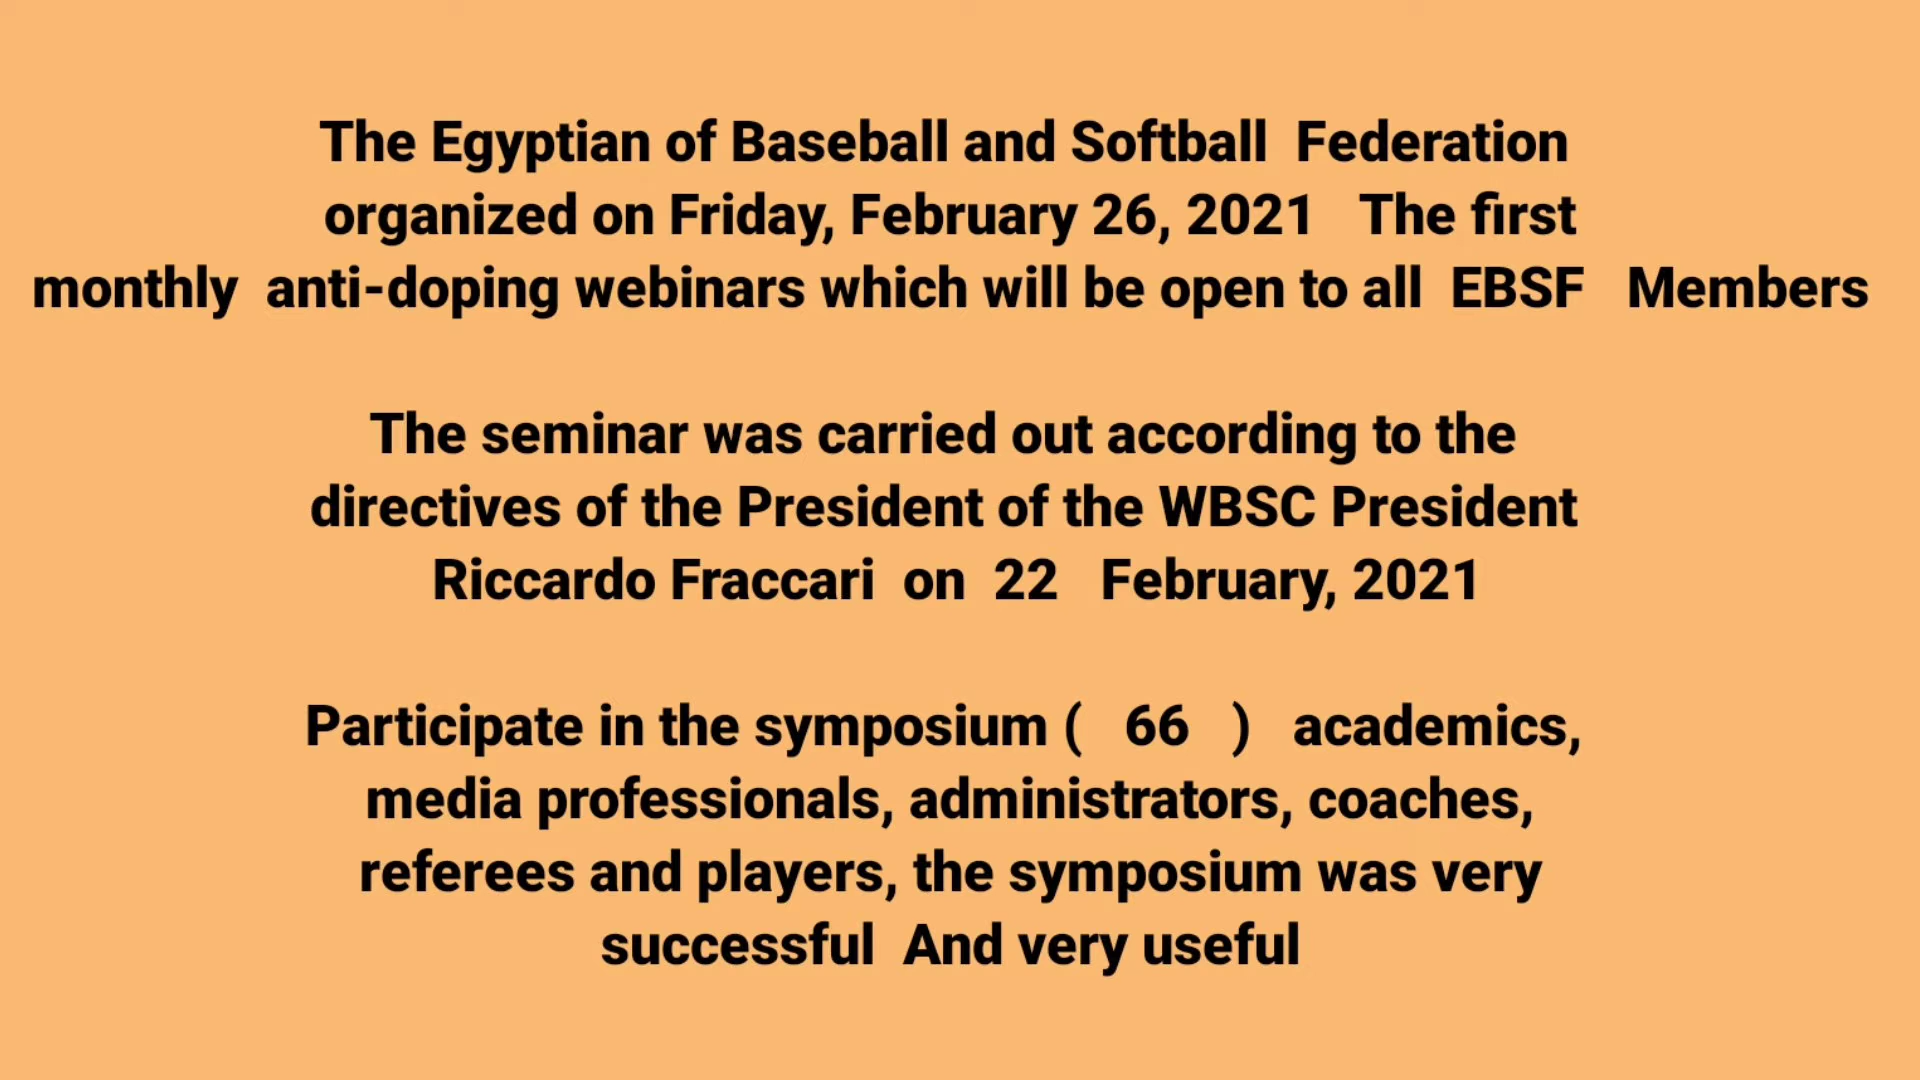 The Egyptian of Baseball and Softball Federation
organized on Friday, February 26, 2021 The first
monthly anti-doping webinars which will be open to all EBSF Members
The seminar was carried out according to the
directives of the President of the WBSC President
Riccardo Fraccari on 22 February, 2021
Participate in the symposium ( 66 ) academics,
media professionals, administrators, coaches,
referees and players, the symposium was very
successful And very useful